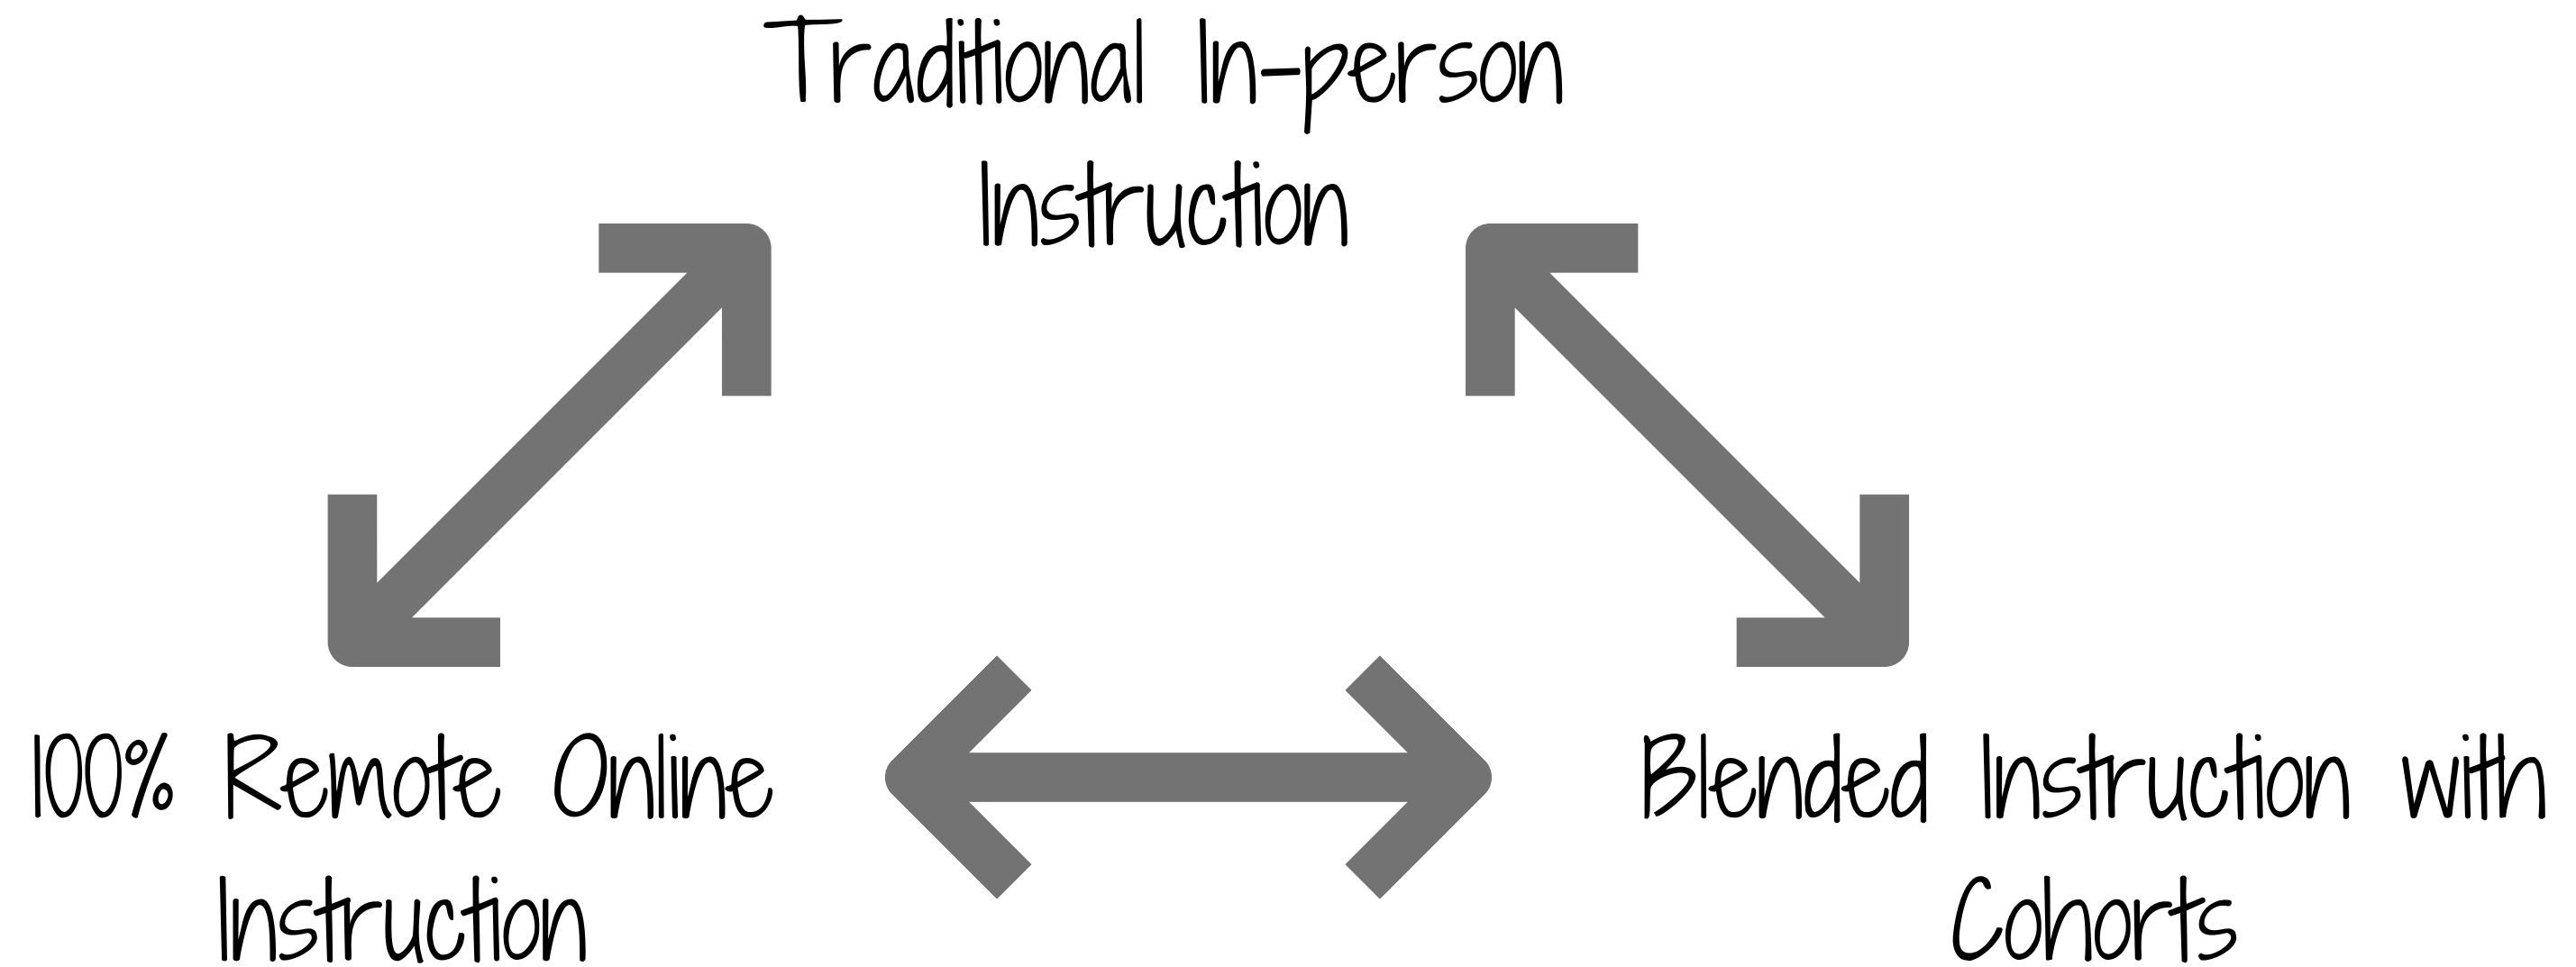 Traditional In-person
Instruction
100% Remote Online
Instruction
Blended Instruction with
Cohorts